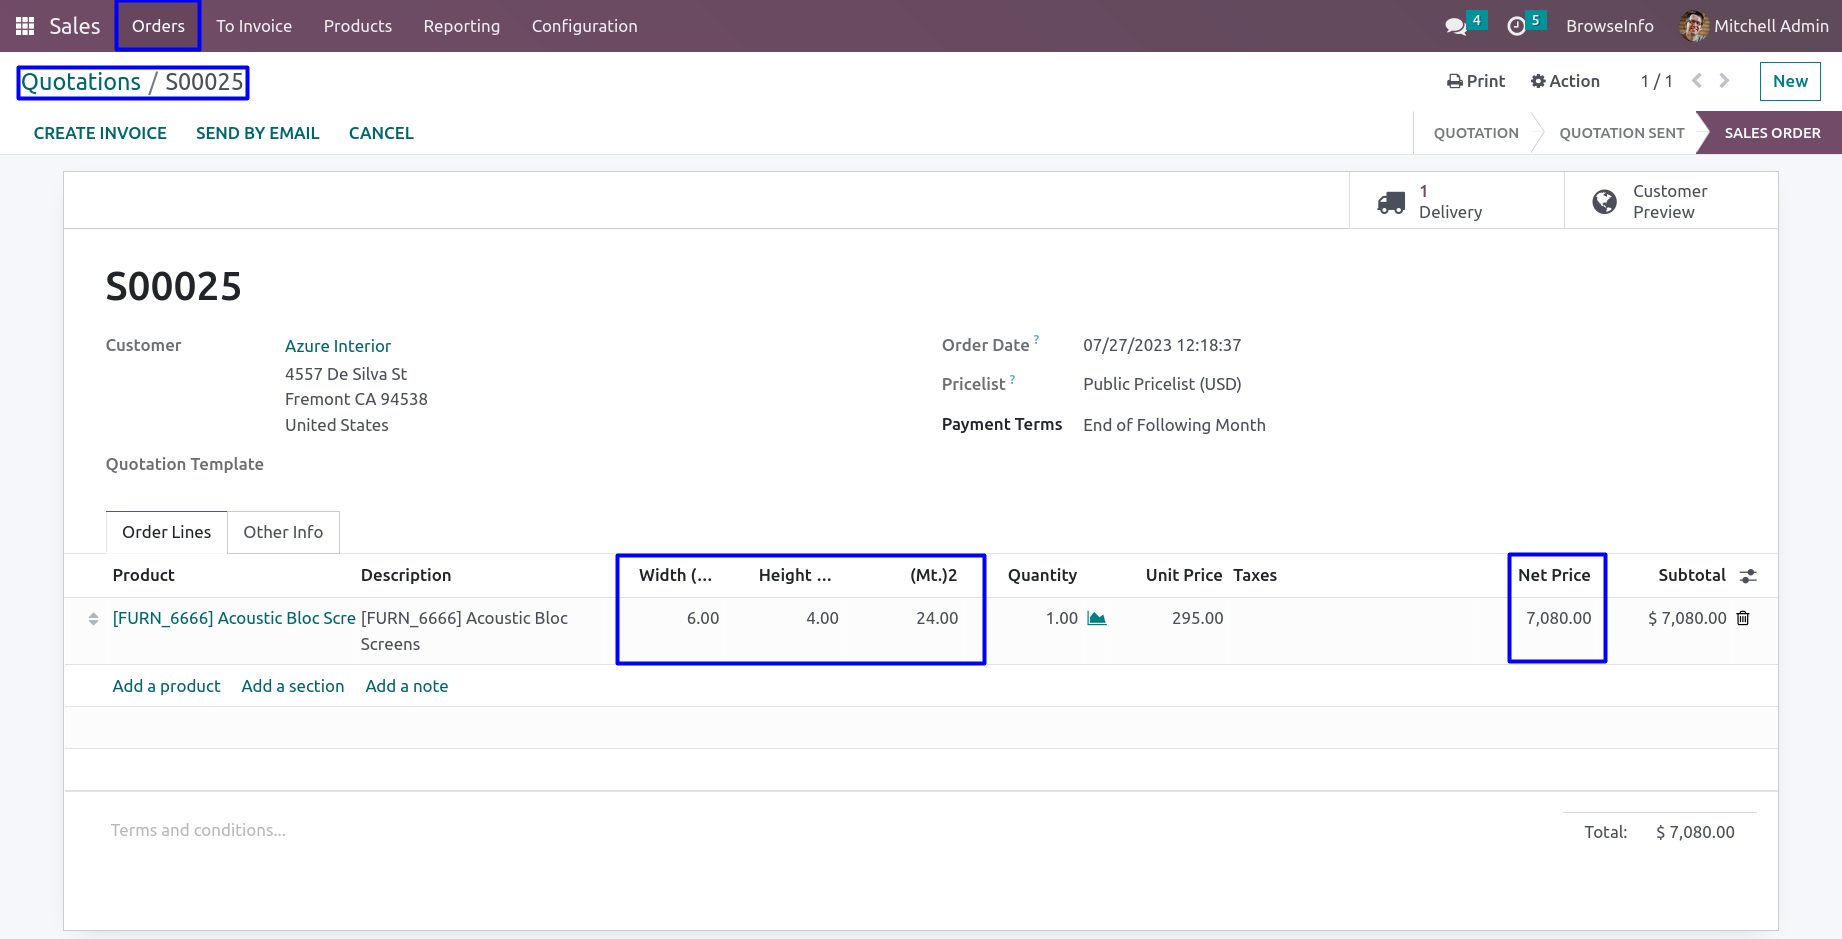 Sales Orders To Invoice Products Reporting Configuration 4 5 BrowseInfo Mitchell Admin
Quotations / S00025 Print Action 1 / 1 New
CREATE INVOICE SEND BY EMAIL CANCEL QUOTATION QUOTATION SENT SALES ORDER
1
Delivery
Customer
Preview
S00025
Customer Azure Interior
4557 De Silva St
Fremont CA 94538
United States
Quotation Template
Order Date ? 07/27/2023 12:18:37
Pricelist ? Public Pricelist (USD)
Payment Terms End of Following Month
Order Lines Other Info
Product Description Width (... Height ... (Mt.)2 Quantity Unit Price Taxes Net Price Subtotal
[FURN_6666] Acoustic Bloc Scre [FURN_6666] Acoustic Bloc 6.00 4.00 24.00 1.00 295.00 7,080.00 $ 7,080.00
Screens
Add a product Add a section Add a note
Terms and conditions...
Total: $ 7,080.00